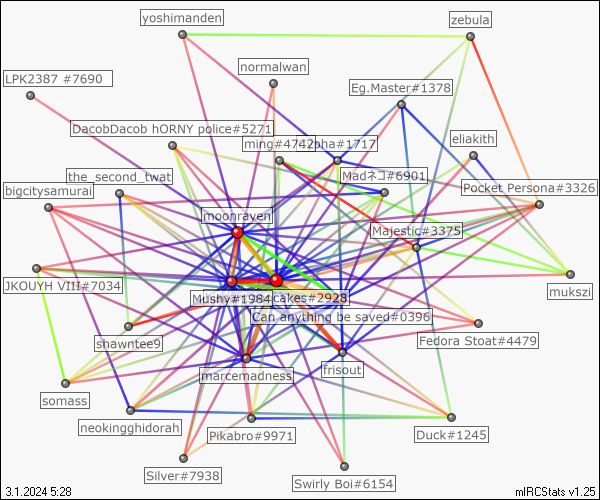 yoshimanden
zebula
normalwan
LPK2387 #7690
Eg.Master#1378
DacobDacob hORNY police#5271
ming#4742
pha#1717
eliakith
the_second_twat
Madネコ#6901
bigcitysamurai
Pocket Persona#3326
moonraven
Majestic#3375
JKOUYH VIII#7034
mukszi
Mushy#1984
cakes#2928
Can anything be saved#0396
shawntee9
Fedora Stoat#4479
marcemadness
frisout
somass
neokingghidorah
Pikabro#9971
Duck#1245
Silver#7938
Swirly Boi#6154
3.1.2024 5:28
mIRCStats v1.25